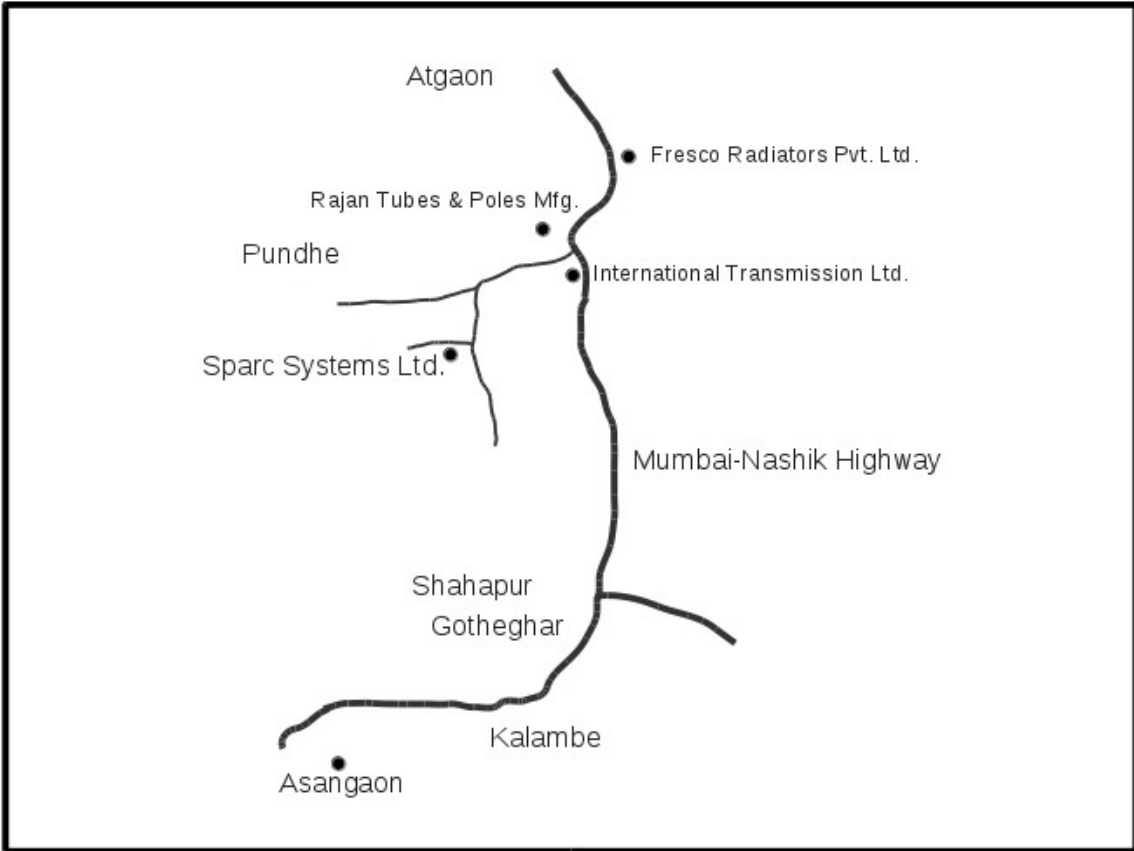 Atgaon
Fresco Radiators Pvt. Ltd.
Rajan Tubes & Poles Mfg.
Pundhe
International Transmission Ltd.
Sparc Systems Ltd.
Mumbai-Nashik Highway
Shahapur
Gotheghar
Kalambe
Asangaon